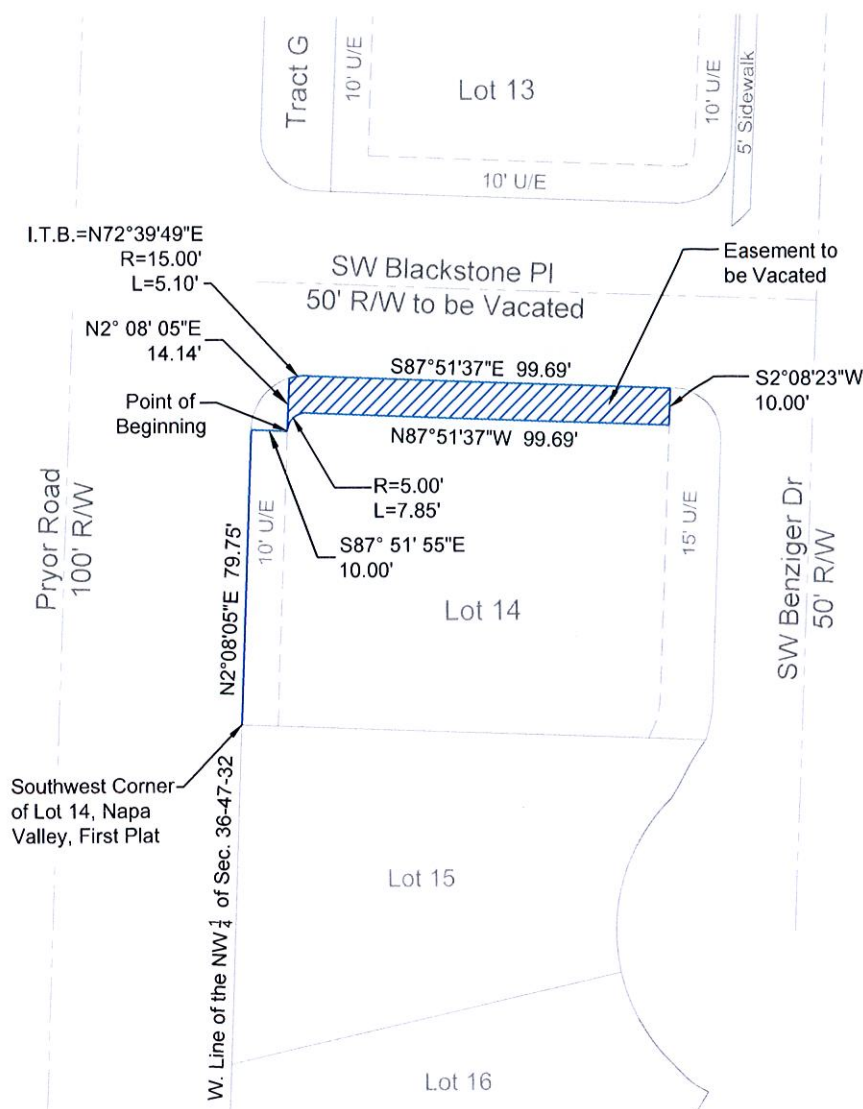 Tract G
10' U/E
Lot 13
10' U/E
5' Sidewalk
10' U/E
I.T.B.=N72°39'49"E
R=15.00'
L=5.10'
SW Blackstone Pl
50' R/W to be Vacated
Easement to
be Vacated
N2° 08' 05"E
14.14'
S87°51'37"E 99.69'
S2°08'23"W
10.00'
Point of
Beginning
N87°51'37"W 99.69'
R=5.00'
L=7.85'
S87° 51' 55"E
10.00'
Pryor Road
100' R/W
N2°08'05"E 79.75'
10' U/E
Lot 14
15' U/E
SW Benziger Dr
50' R/W
Southwest Corner
of Lot 14, Napa
Valley, First Plat
W. Line of the NW 1/4 of Sec. 36-47-32
Lot 15
Lot 16